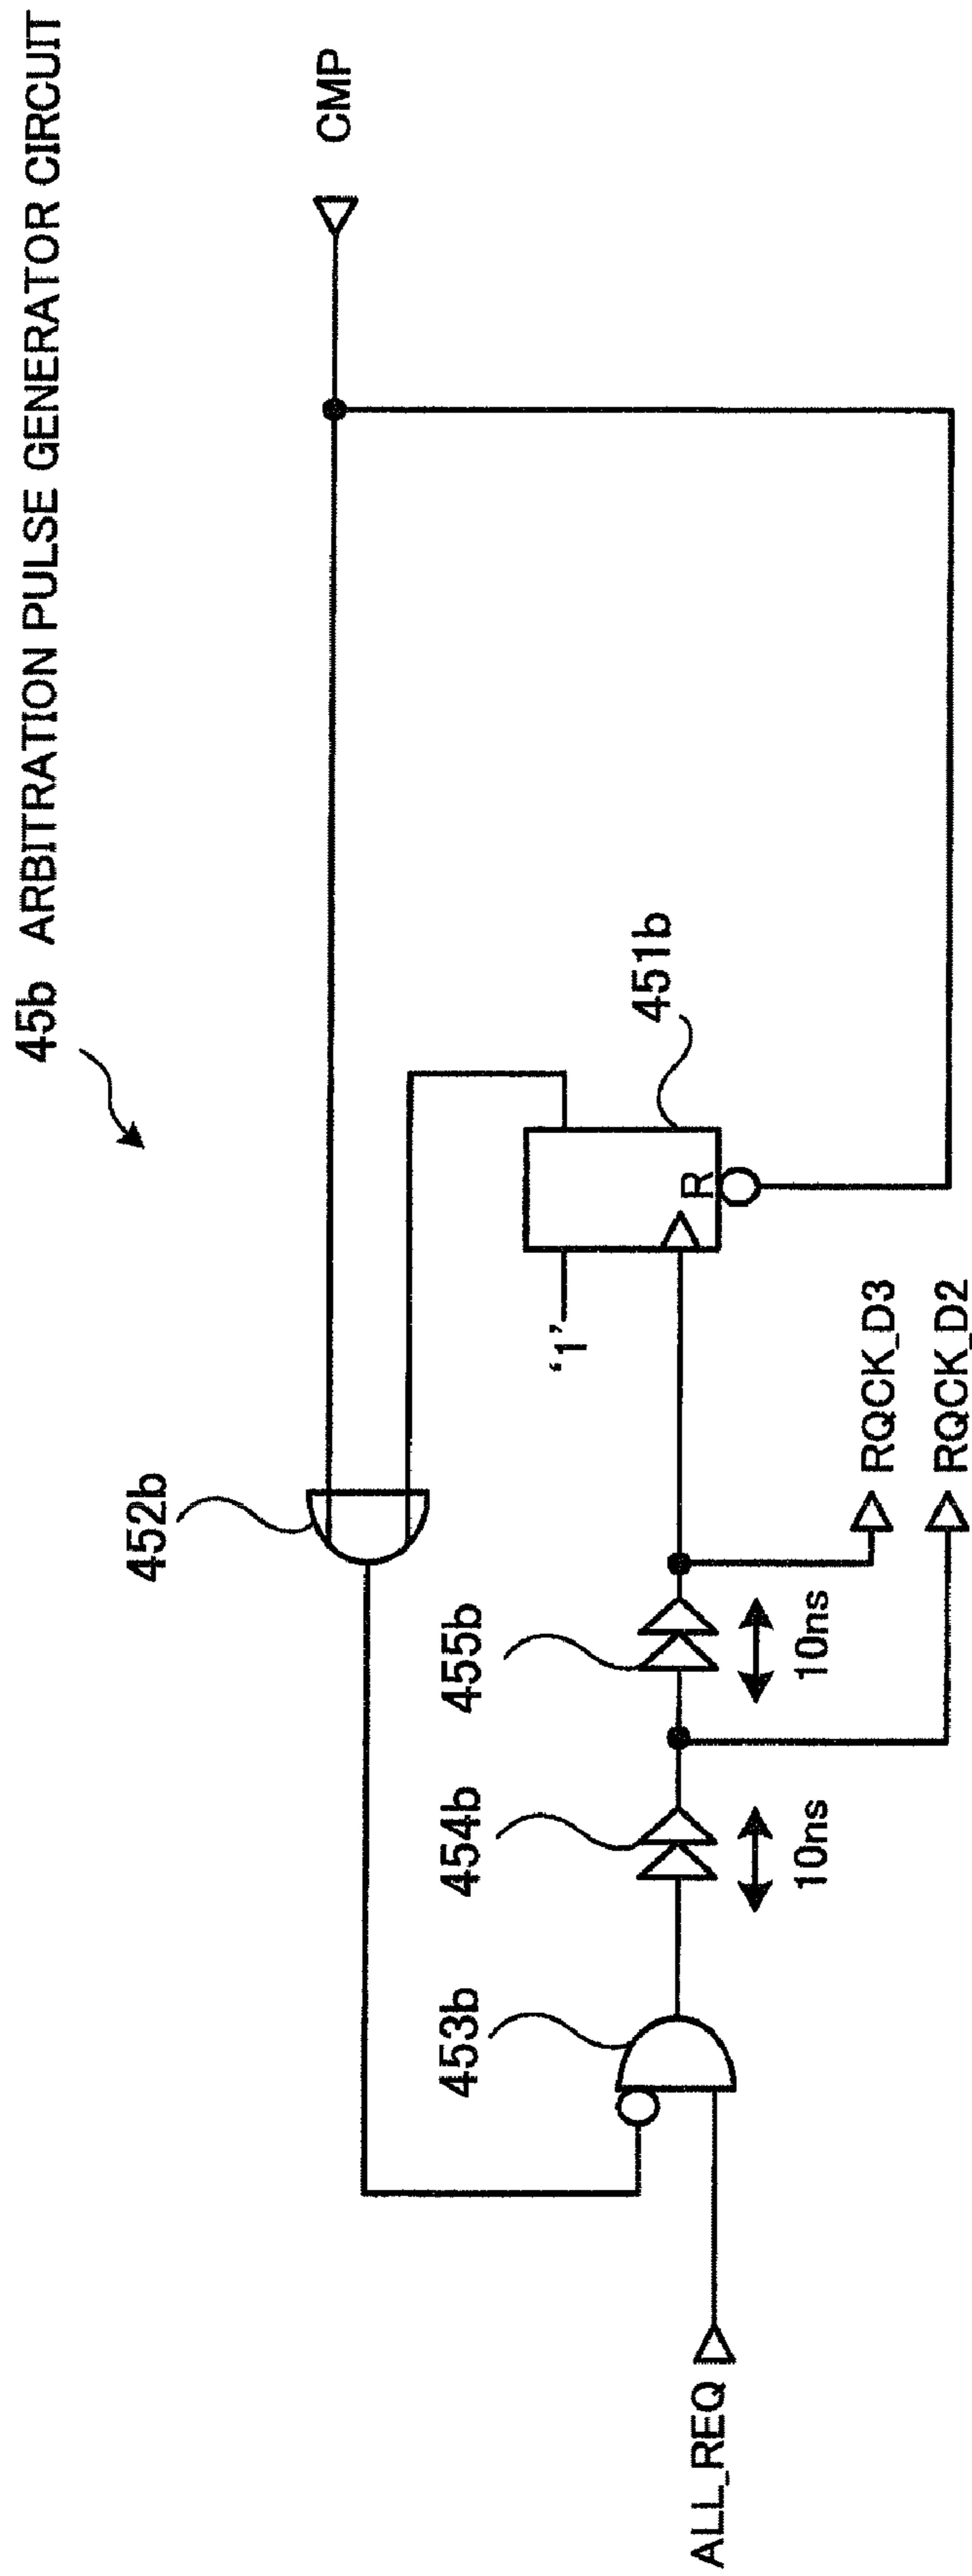 45b ARBITRATION PULSE GENERATOR CIRCUIT
CMP
452b
451b
'1'
R
453b
454b
455b
10ns
10ns
RQCK_D3
RQCK_D2
ALL_REQ